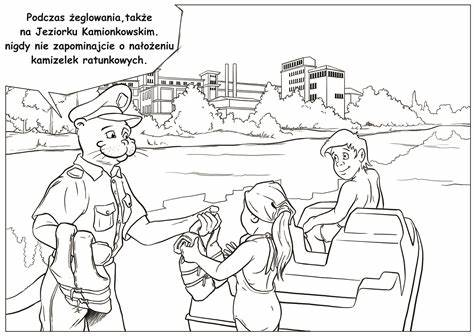 Podczas żeglowania,także
na Jeziorku Kamionkowskim.
nigdy nie zapominajcie o nałożeniu
kamizelek ratunkowych.